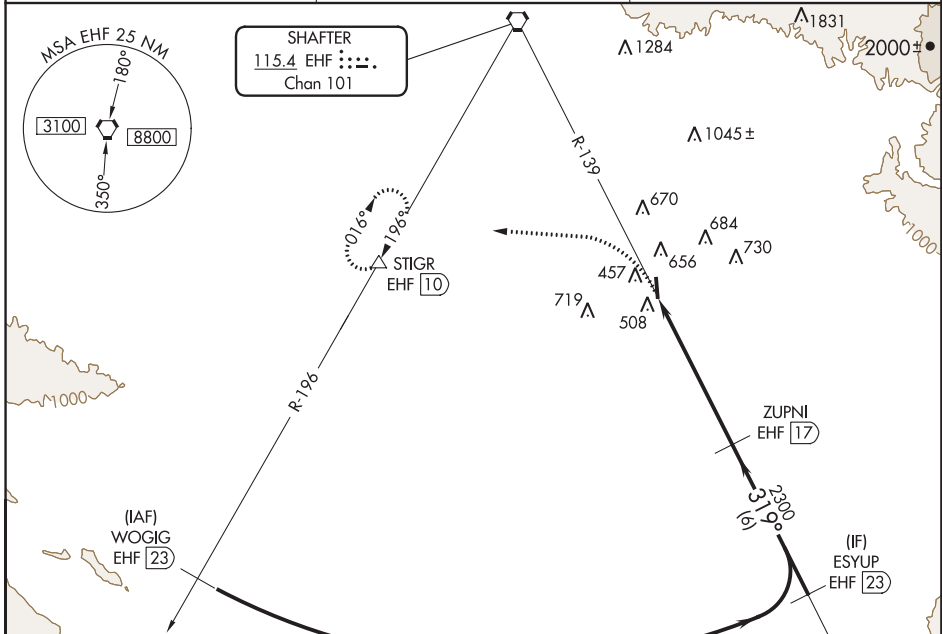 MSA EHF 25 NM
180°
3100
8800
350°
SHAFTER
115.4 EHF
Chan 101
1284
1831
2000±
1045±
R-139
670
684
656
730
457
719
508
1000
016°
196°
STIGR
EHF 10
1000
R-196
ZUPNI
EHF 17
2300
319°
(6)
(IAF)
WOGIG
EHF 23
(IF)
ESYUP
EHF 23